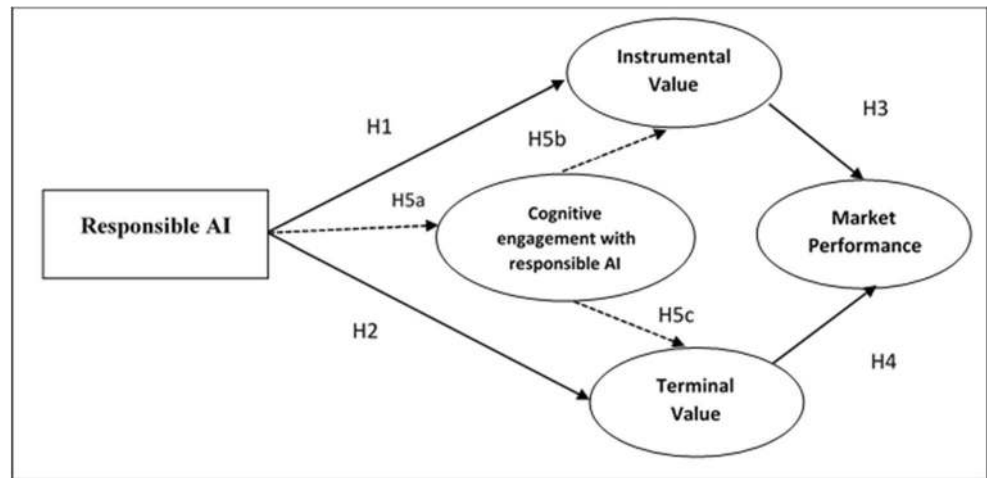 Instrumental
Value
H1
H3
H5b
H5a
Responsible AI
Cognitive
engagement with
responsible AI
Market
Performance
H2
H5c
H4
Terminal
Value